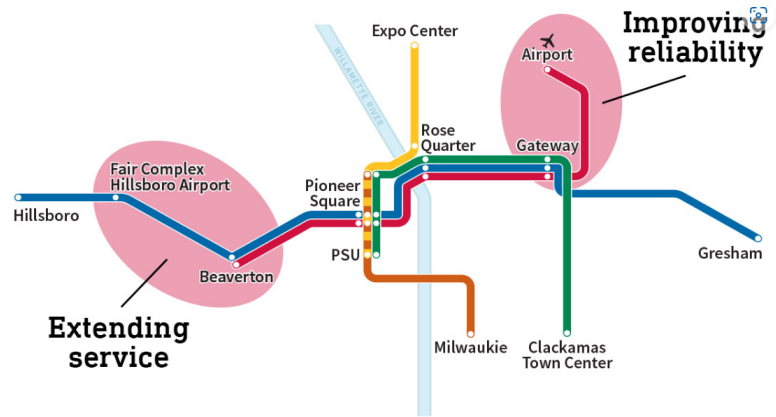 Expo Center
Improving
reliability
Airport
WILLAMETTE RIVER
Rose
Quarter
Gateway
Fair Complex
Hillsboro Airport
Pioneer
Square
Hillsboro
PSU
Gresham
Beaverton
Extending
service
Milwaukie
Clackamas
Town Center